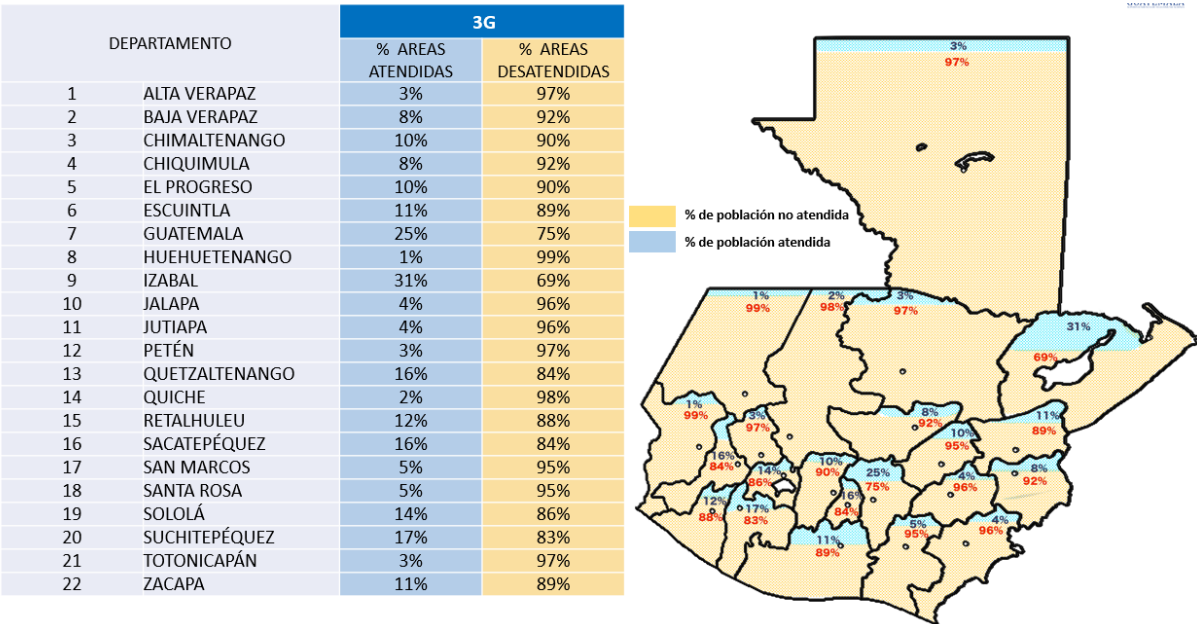 GUATEMALA
DEPARTAMENTO
3G
% AREAS ATENDIDAS
% AREAS DESATENDIDAS
1 ALTA VERAPAZ 3% 97%
2 BAJA VERAPAZ 8% 92%
3 CHIMALTENANGO 10% 90%
4 CHIQUIMULA 8% 92%
5 EL PROGRESO 10% 90%
6 ESCUINTLA 11% 89%
7 GUATEMALA 25% 75%
8 HUEHUETENANGO 1% 99%
9 IZABAL 31% 69%
10 JALAPA 4% 96%
11 JUTIAPA 4% 96%
12 PETÉN 3% 97%
13 QUETZALTENANGO 16% 84%
14 QUICHE 2% 98%
15 RETALHULEU 12% 88%
16 SACATEPÉQUEZ 16% 84%
17 SAN MARCOS 5% 95%
18 SANTA ROSA 5% 95%
19 SOLOLÁ 14% 86%
20 SUCHITEPÉQUEZ 17% 83%
21 TOTONICAPÁN 3% 97%
22 ZACAPA 11% 89%
% de población no atendida
% de población atendida
3%
97%
1%
99%
2%
98%
3%
97%
31%
69%
1%
99%
3%
97%
8%
92%
11%
89%
10%
95%
16%
84%
14%
86%
10%
90%
25%
75%
4%
96%
8%
92%
12%
88%
17%
83%
16%
84%
11%
89%
5%
95%
4%
96%